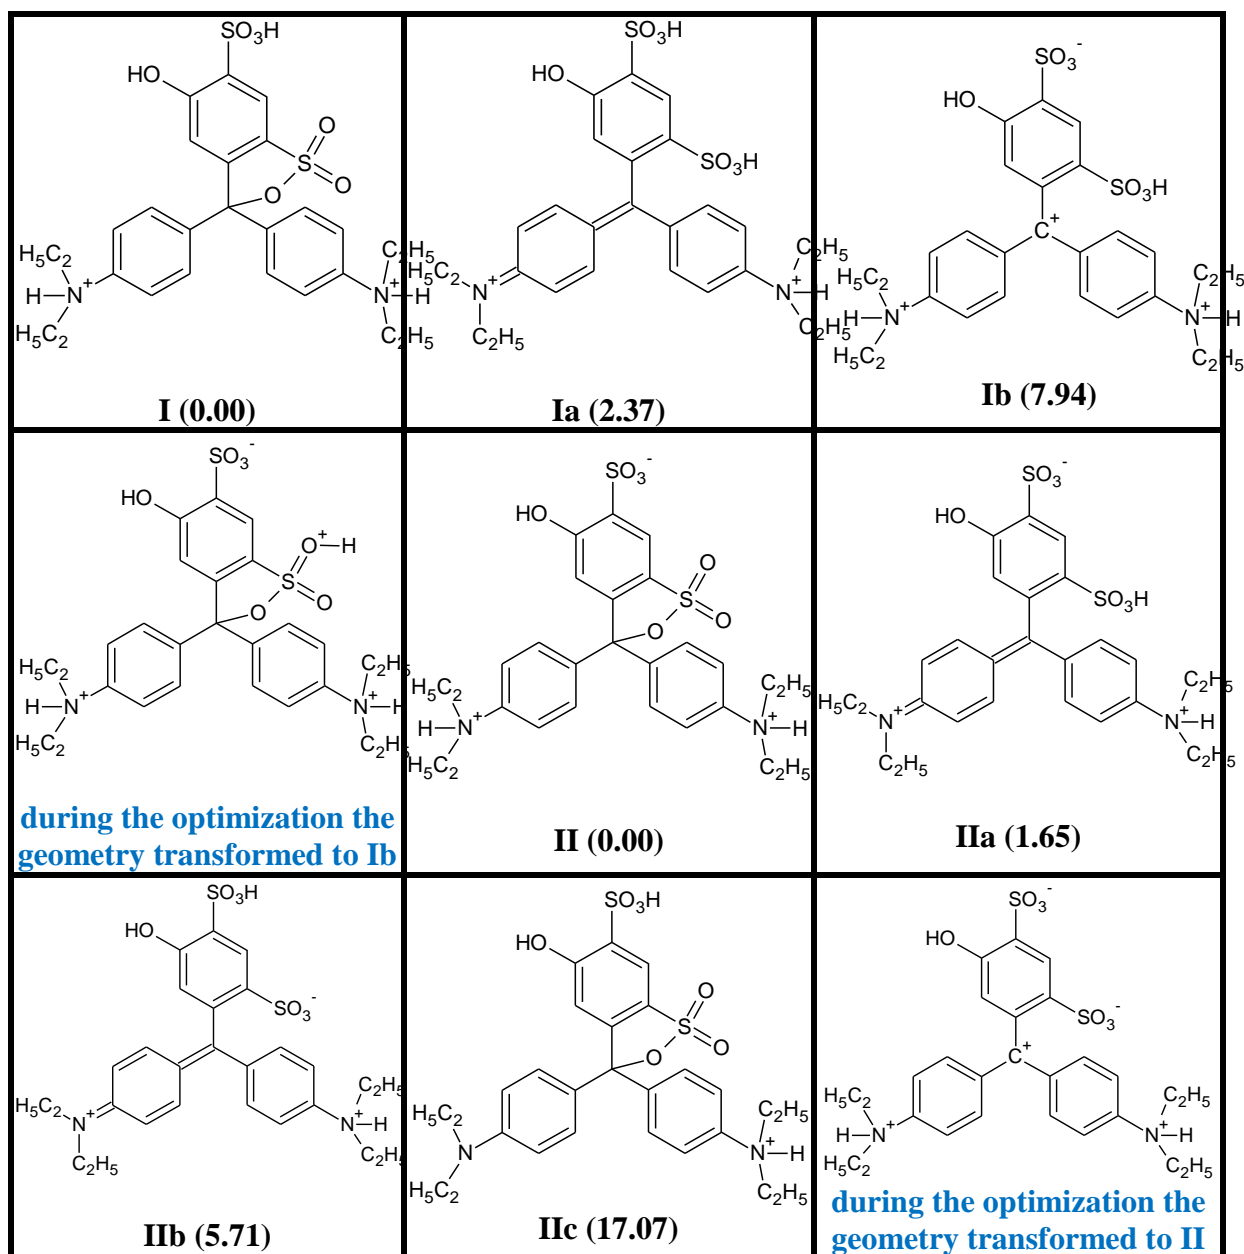 SO3H
HO
O
S
O
O
H5C2
C2H5
H N+
N+ H
H5C2
C2H5
I (0.00)
SO3H
HO
SO3H
H5C2
C2H5
N+
N+ H
C2H5
C2H5
Ia (2.37)
SO3-
HO
SO3H
C+
H5C2
C2H5
H N+
N+ H
H5C2
C2H5
Ib (7.94)
SO3-
HO
O+ H
S
O
O
H5C2
C2H5
H N+
N+ H
H5C2
C2H5
during the optimization the
geometry transformed to Ib
SO3-
HO
O
S
O
O
H5C2
C2H5
H N+
N+ H
H5C2
C2H5
II (0.00)
SO3-
HO
SO3H
H5C2
C2H5
N+
N+ H
C2H5
C2H5
IIa (1.65)
SO3H
HO
SO3-
H5C2
C2H5
N+
N+ H
C2H5
C2H5
IIb (5.71)
SO3H
HO
O
S
O
O
H5C2
C2H5
N
N+ H
H5C2
C2H5
IIc (17.07)
SO3-
HO
SO3-
C+
H5C2
C2H5
H N+
N+ H
H5C2
C2H5
during the optimization the
geometry transformed to II